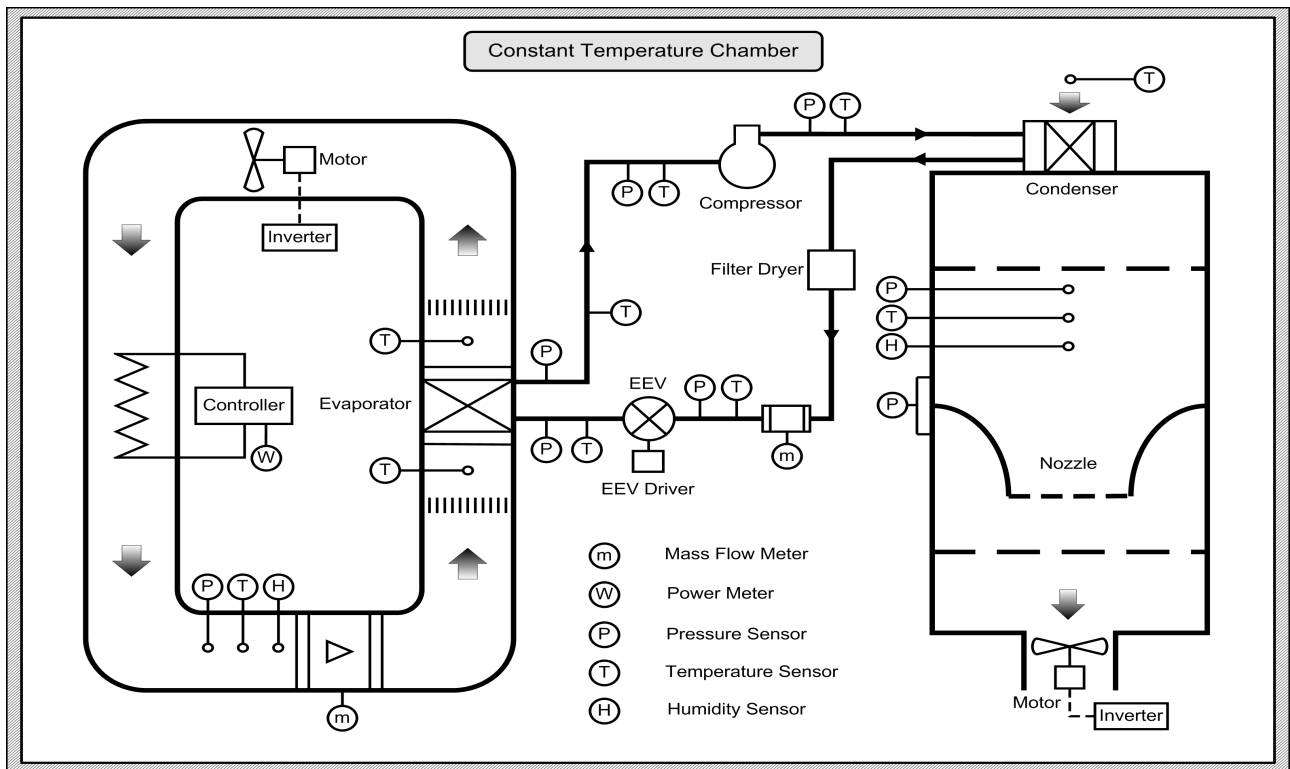 Constant Temperature Chamber
T
P T
Motor
P T
Compressor
Condenser
Inverter
Filter Dryer
P
T
T
H
T
P
EEV
P T
Controller
Evaporator
P
W
T
P T
m
Nozzle
EEV Driver
m Mass Flow Meter
W Power Meter
P T H
P Pressure Sensor
T Temperature Sensor
H Humidity Sensor
m
Motor
Inverter